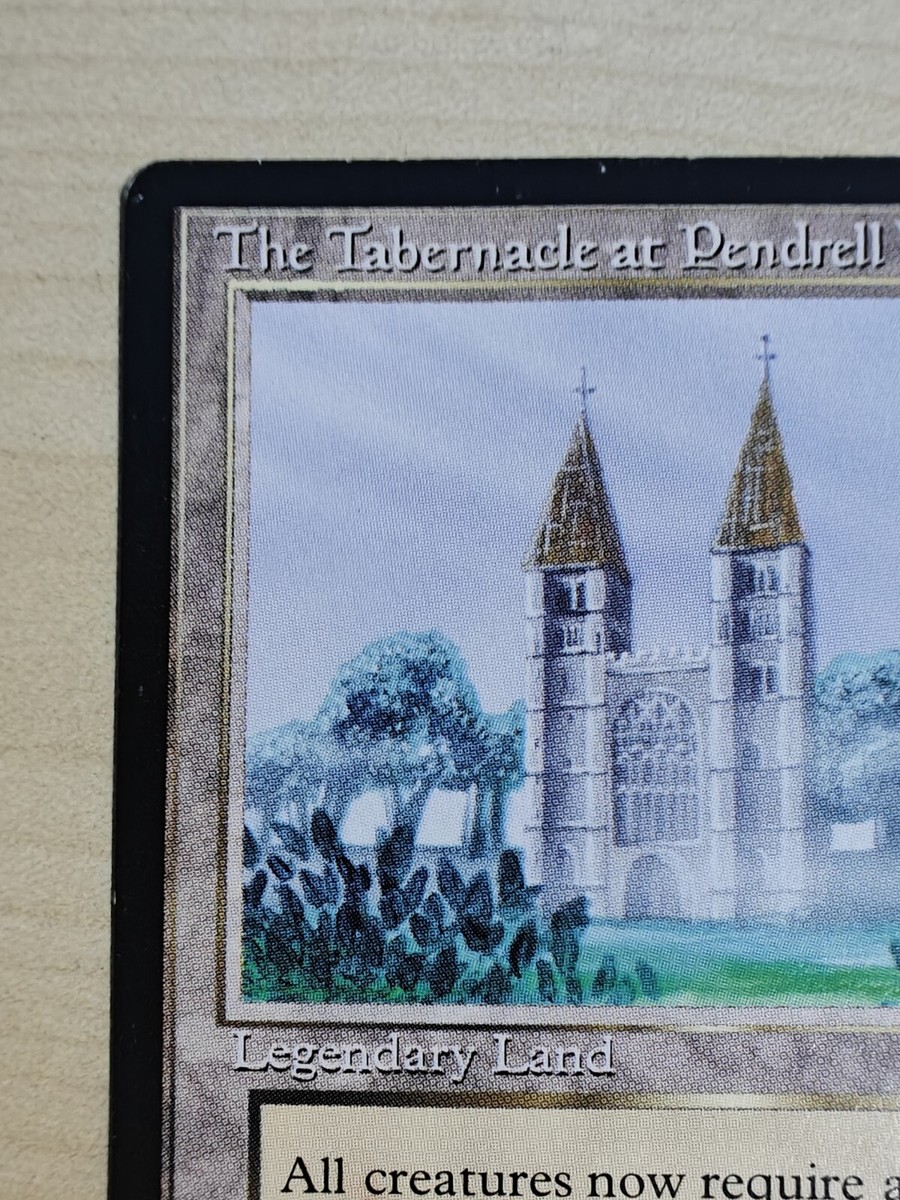 The Tabernacle at Pendrell
Legendary Land
All creatures now require a